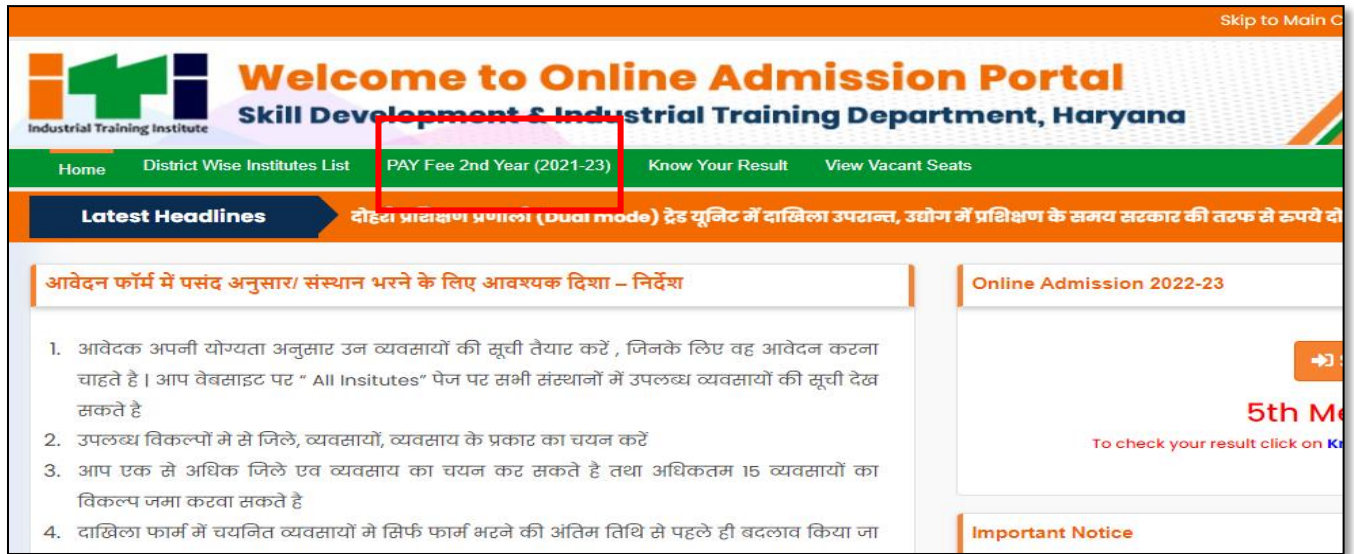 Skip to Main C
Welcome to Online Admission Portal
Industrial Training Institute
Skill Development & Industrial Training Department, Haryana
Home District Wise Institutes List PAY Fee 2nd Year (2021-23) Know Your Result View Vacant Seats
Latest Headlines दोहरी प्रशिक्षण प्रणाली (Dual mode) ट्रेड यूनिट में दाखिला उपरान्त, उद्योग में प्रशिक्षण के समय सरकार की तरफ से रुपये दो
आवेदन फॉर्म में पसंद अनुसार/ संस्थान भरने के लिए आवश्यक दिशा – निर्देश
1. आवेदक अपनी योग्यता अनुसार उन व्यवसायों की सूची तैयार करें , जिनके लिए वह आवेदन करना
चाहते है | आप वेबसाइट पर “ All Insitutes” पेज पर सभी संस्थानों में उपलब्ध व्यवसायों की सूची देख
सकते है
2. उपलब्ध विकल्पों मे से जिले, व्यवसायों, व्यवसाय के प्रकार का चयन करें
3. आप एक से अधिक जिले एव व्यवसाय का चयन कर सकते है तथा अधिकतम 15 व्यवसायों का
विकल्प जमा करवा सकते है
4. दाखिला फार्म में चयनित व्यवसायों मे सिर्फ फार्म भरने की अंतिम तिथि से पहले ही बदलाव किया जा
Online Admission 2022-23
5th Me
To check your result click on Kn
Important Notice